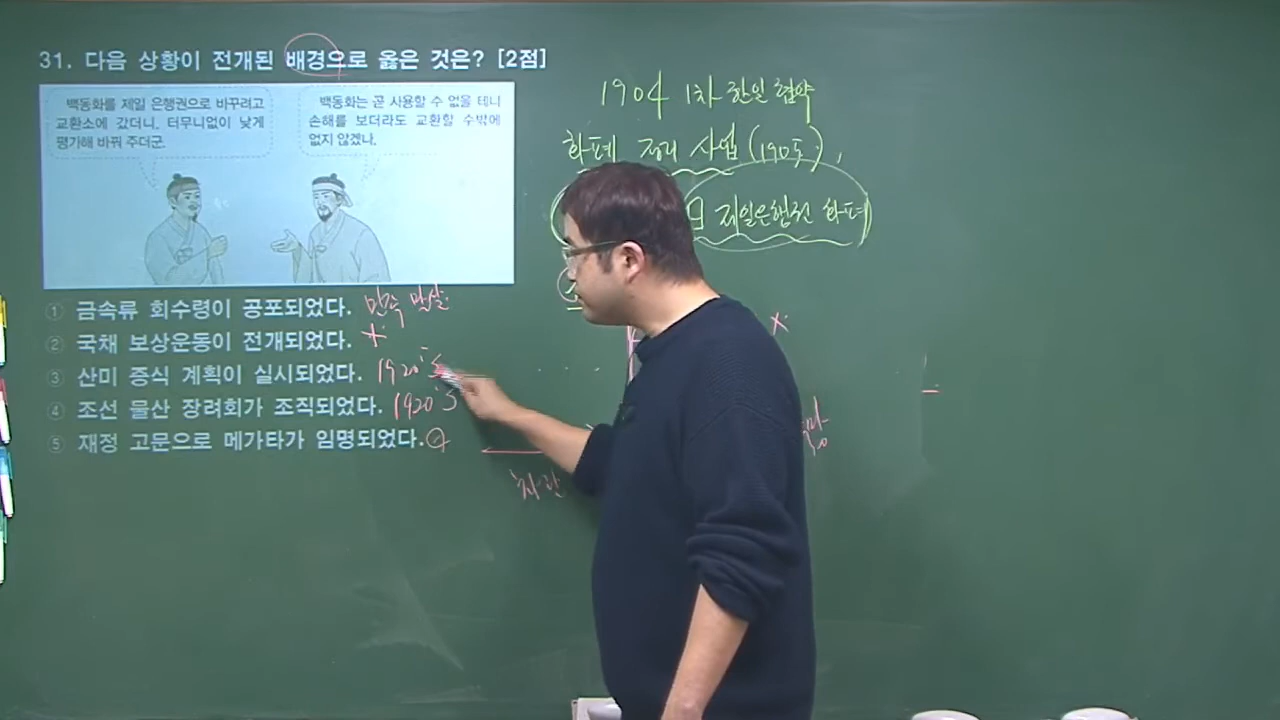 31. 다음 상황이 전개된 배경으로 옳은 것은? [2점]
백동화를 제일 은행권으로 바꾸려고
교환소에 갔더니, 터무니없이 낮게
평가해 바꿔 주더군.
백동화는 곧 사용할 수 없을 테니
손해를 보더라도 교환할 수밖에
없지 않겠나.
① 금속류 회수령이 공포되었다. 민족 말살
② 국채 보상운동이 전개되었다. ×
③ 산미 증식 계획이 실시되었다. 1920's
④ 조선 물산 장려회가 조직되었다. 1920's
⑤ 재정 고문으로 메가타가 임명되었다.
1904 1차 한일 협약
화폐 정리 사업 (1905),
제일은행권 화폐
×